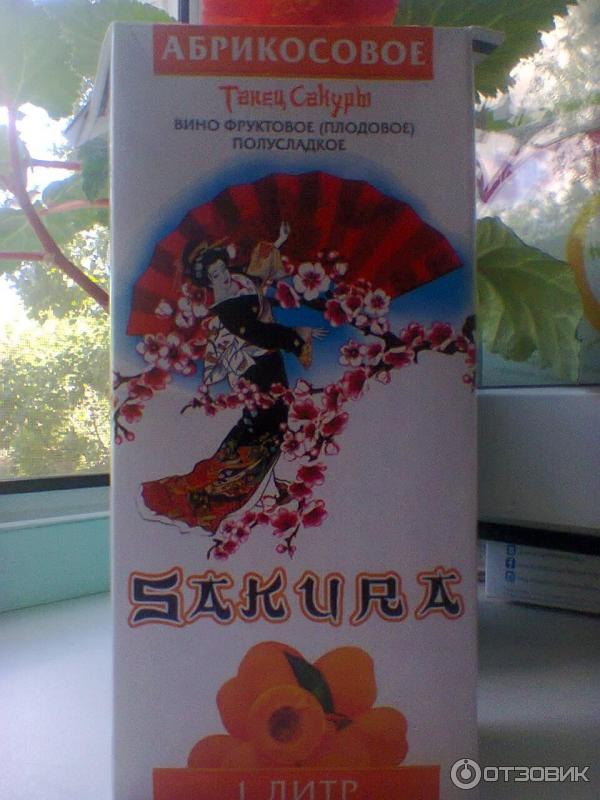 АБРИКОСОВОЕ
Танец Сакуры
ВИНО ФРУКТОВОЕ (ПЛОДОВОЕ)
ПОЛУСЛАДКОЕ
SAKURA
1 ЛИТР
ОТЗОВИК